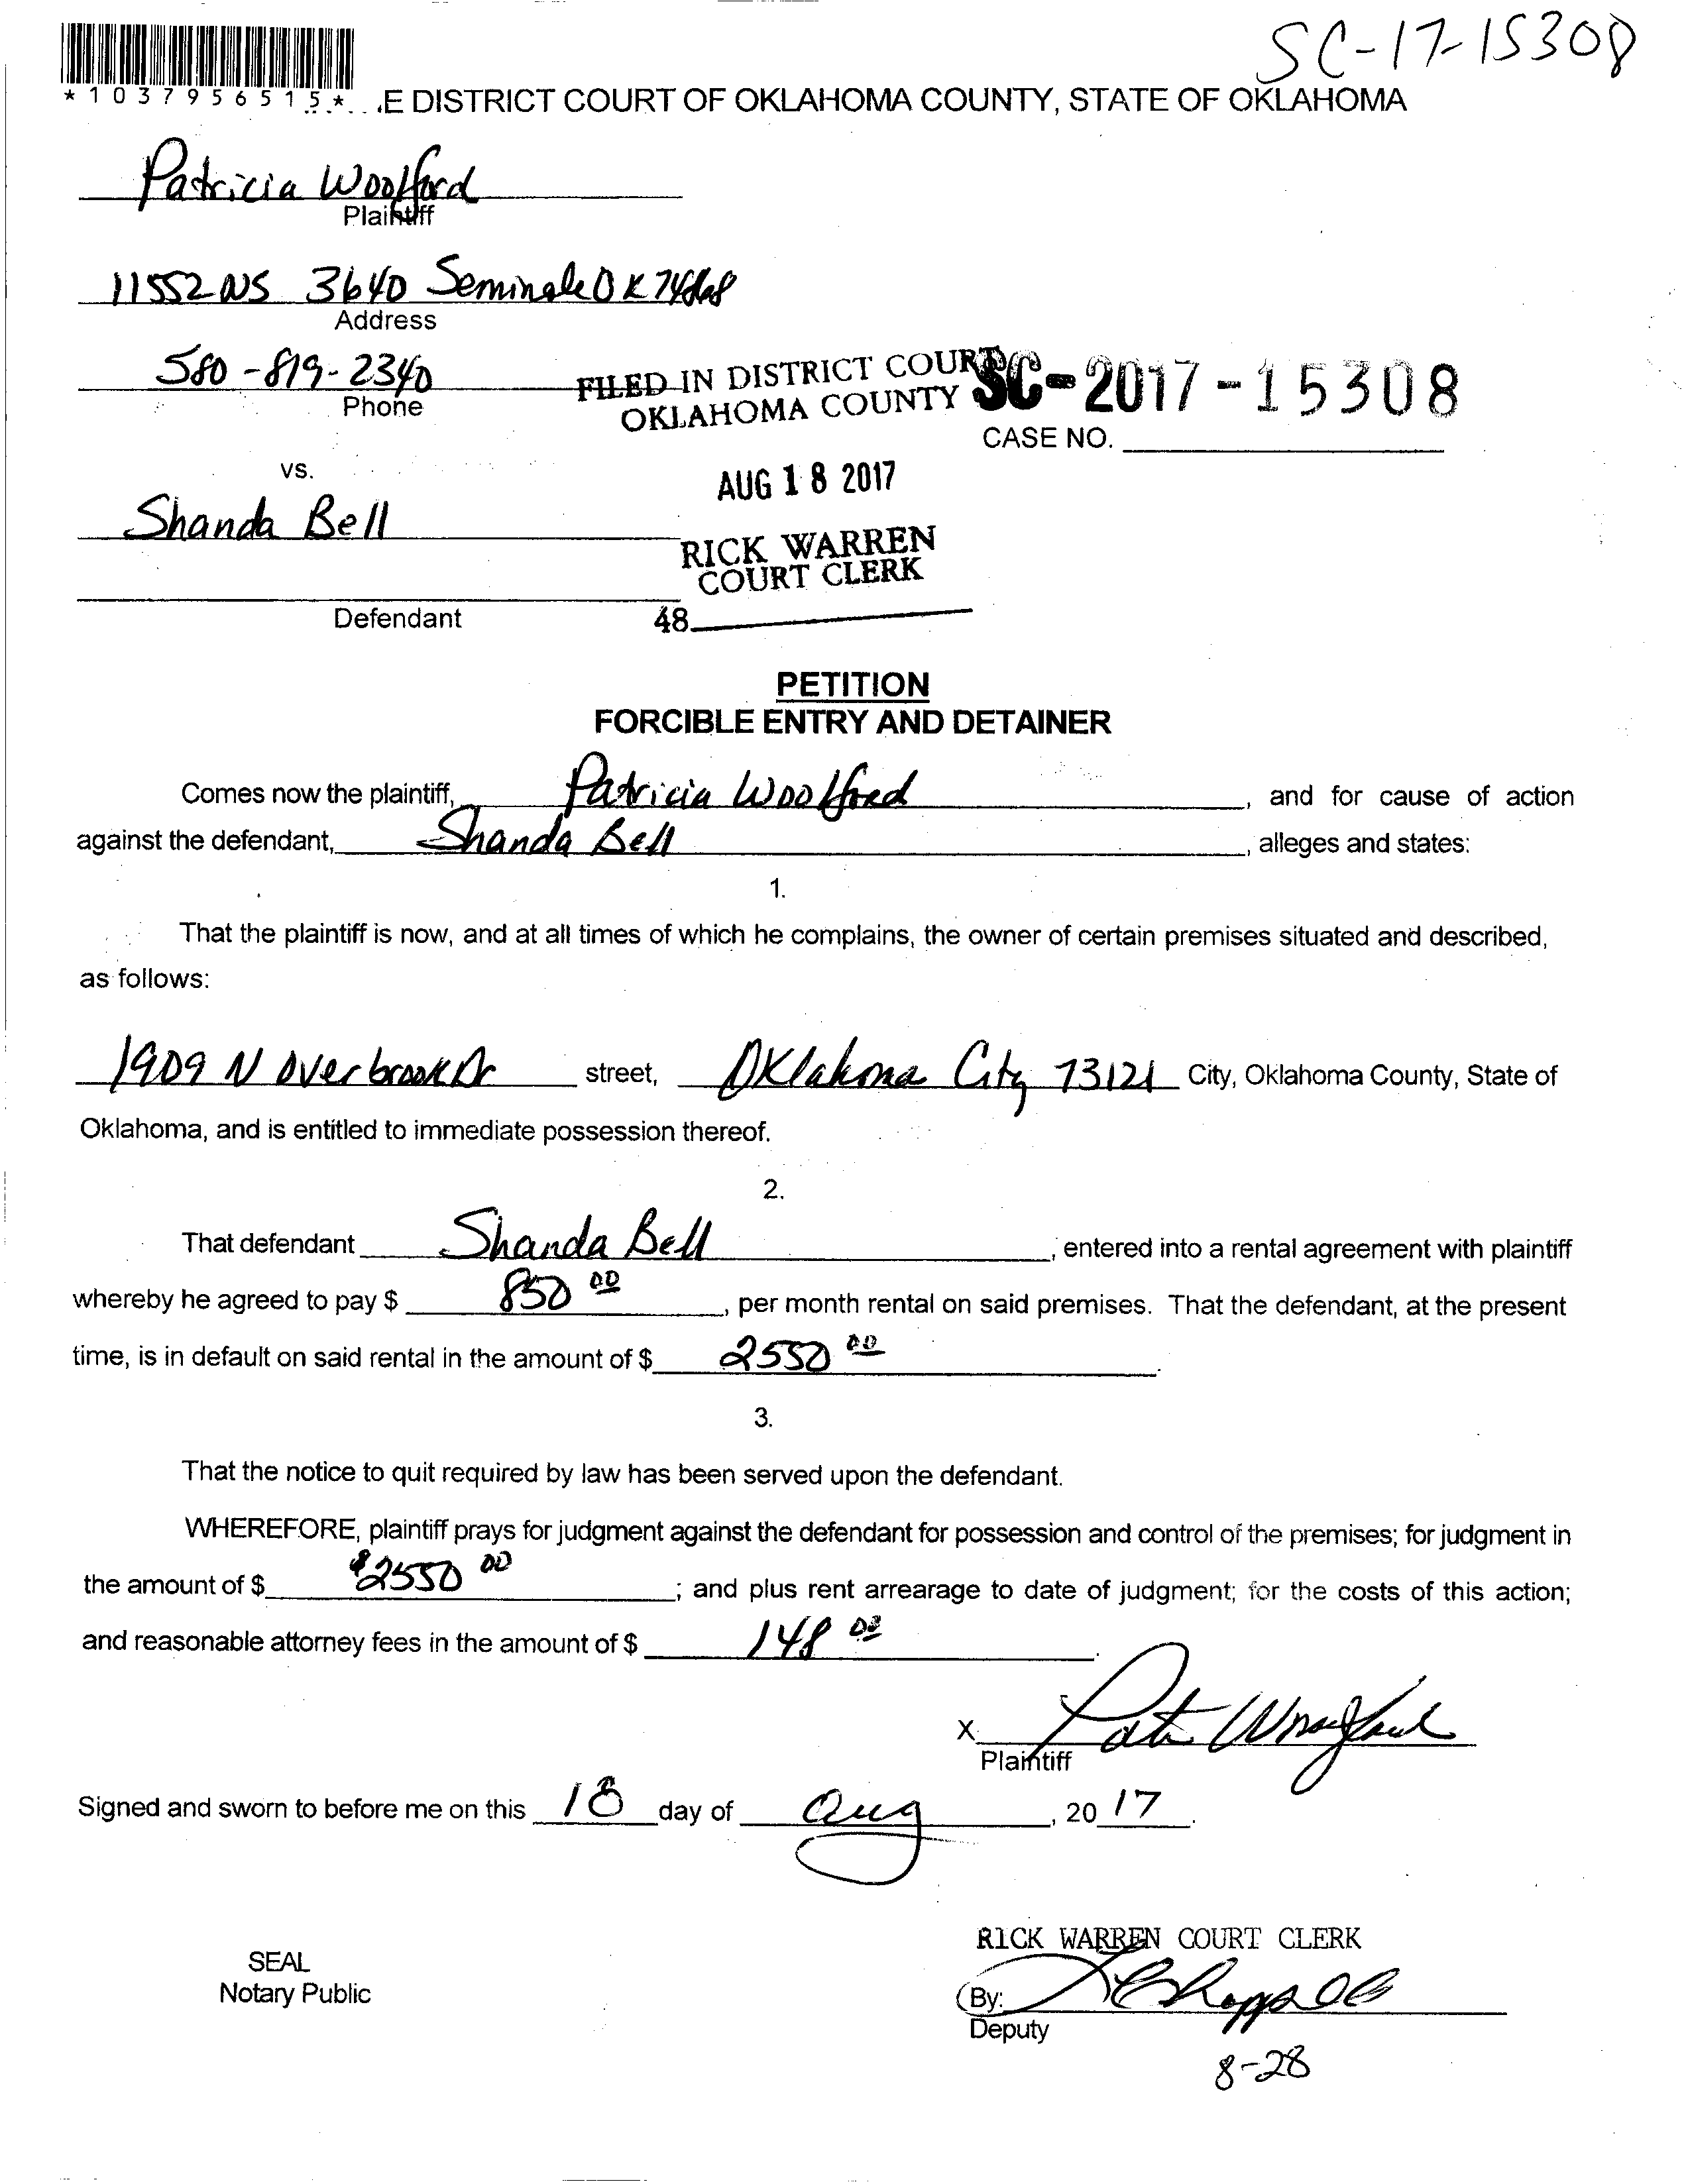 SC-17-15308
*1037956515* .E DISTRICT COURT OF OKLAHOMA COUNTY, STATE OF OKLAHOMA
Patricia Woolford
Plaintiff
11552 NS 3640 Seminole OK
Address
580-819-2340
Phone
FILED IN DISTRICT COURT
OKLAHOMA COUNTY
SC-2017-15308
CASE NO.
vs.
AUG 18 2017
Shanda Bell
RICK WARREN
COURT CLERK
Defendant
48
PETITION
FORCIBLE ENTRY AND DETAINER
Comes now the plaintiff, Patricia Woolford, and for cause of action
against the defendant, Shanda Bell, alleges and states:
1.
That the plaintiff is now, and at all times of which he complains, the owner of certain premises situated and described,
as follows:
1909 N Overbrook Dr street, Oklahoma City 73121 City, Oklahoma County, State of
Oklahoma, and is entitled to immediate possession thereof.
2.
That defendant Shanda Bell, entered into a rental agreement with plaintiff
whereby he agreed to pay $ 850 00, per month rental on said premises. That the defendant, at the present
time, is in default on said rental in the amount of $ 2550 00.
3.
That the notice to quit required by law has been served upon the defendant.
WHEREFORE, plaintiff prays for judgment against the defendant for possession and control of the premises; for judgment in
the amount of $ $2550 00; and plus rent arrearage to date of judgment; for the costs of this action;
and reasonable attorney fees in the amount of $ 148 00.
X Pat Woolford
Plaintiff
Signed and sworn to before me on this 18 day of Aug, 20 17.
RICK WARREN COURT CLERK
SEAL
Notary Public
By:
Deputy
8-28